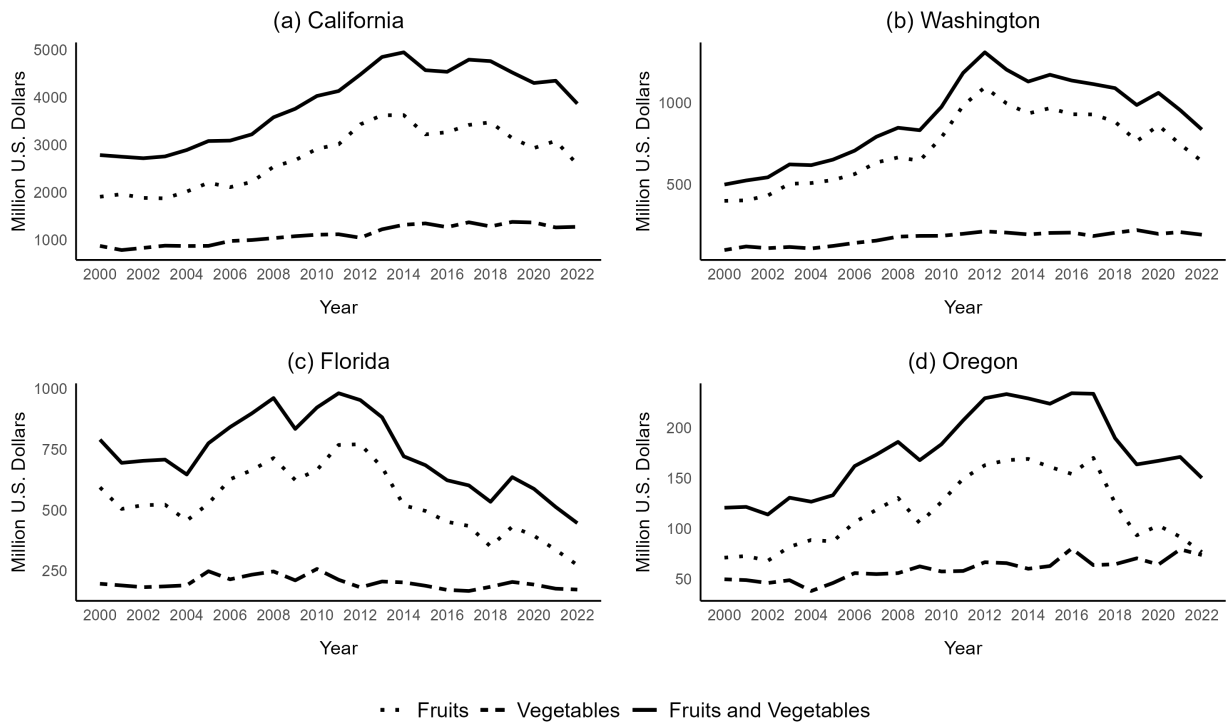 (a) California
Million U.S. Dollars
5000
4000
3000
2000
1000
2000 2002 2004 2006 2008 2010 2012 2014 2016 2018 2020 2022
Year
(b) Washington
Million U.S. Dollars
1000
500
2000 2002 2004 2006 2008 2010 2012 2014 2016 2018 2020 2022
Year
(c) Florida
Million U.S. Dollars
1000
750
500
250
2000 2002 2004 2006 2008 2010 2012 2014 2016 2018 2020 2022
Year
(d) Oregon
Million U.S. Dollars
200
150
100
50
2000 2002 2004 2006 2008 2010 2012 2014 2016 2018 2020 2022
Year
Fruits Vegetables Fruits and Vegetables